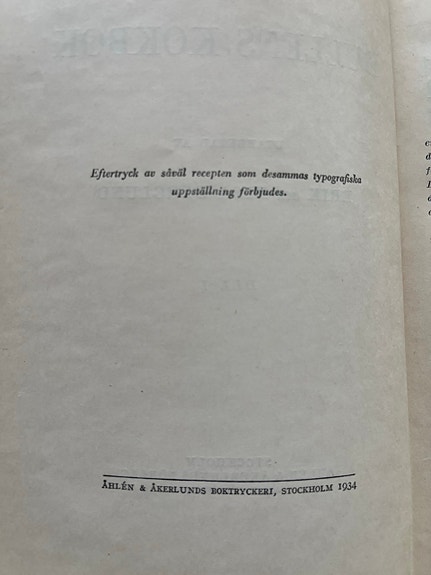 Eftertryck av såväl recepten som desammas typografiska
uppställning förbjudes.
ÅHLÉN & ÅKERLUNDS BOKTRYCKERI, STOCKHOLM 1934